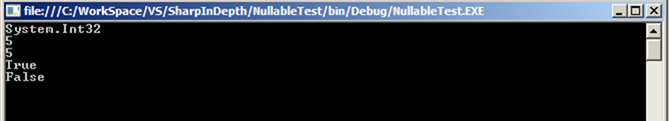 file:///C:/WorkSpace/VS/SharpInDepth/NullableTest/bin/Debug/NullableTest.EXE
System.Int32
5
5
True
False